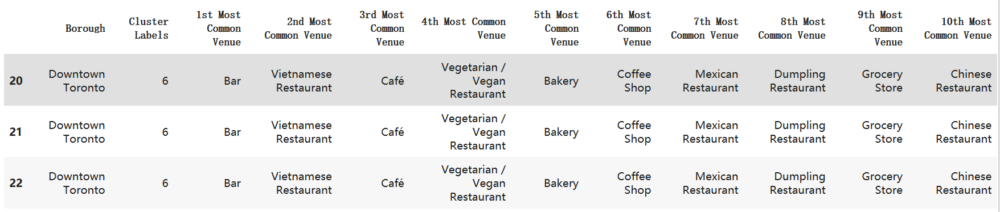 Borough Cluster Labels 1st Most Common Venue 2nd Most Common Venue 3rd Most Common Venue 4th Most Common Venue 5th Most Common Venue 6th Most Common Venue 7th Most Common Venue 8th Most Common Venue 9th Most Common Venue 10th Most Common Venue
20 Downtown Toronto 6 Bar Vietnamese Restaurant Café Vegetarian / Vegan Restaurant Bakery Coffee Shop Mexican Restaurant Dumpling Restaurant Grocery Store Chinese Restaurant
21 Downtown Toronto 6 Bar Vietnamese Restaurant Café Vegetarian / Vegan Restaurant Bakery Coffee Shop Mexican Restaurant Dumpling Restaurant Grocery Store Chinese Restaurant
22 Downtown Toronto 6 Bar Vietnamese Restaurant Café Vegetarian / Vegan Restaurant Bakery Coffee Shop Mexican Restaurant Dumpling Restaurant Grocery Store Chinese Restaurant